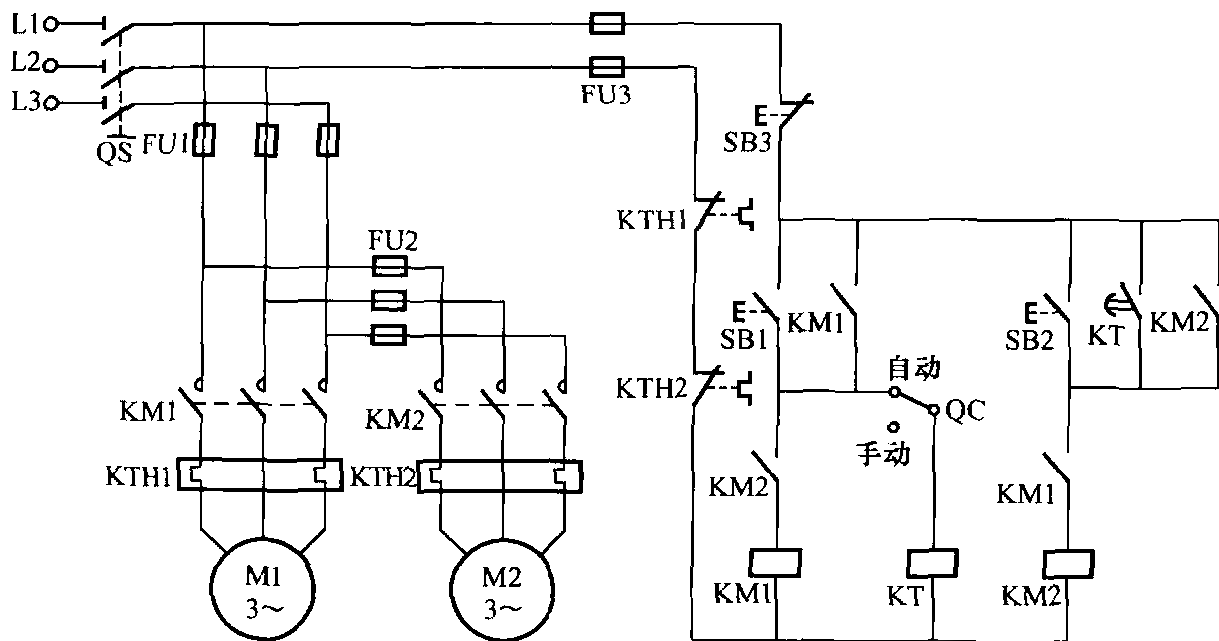 L1
L2
L3
QS
FU1
FU2
FU3
SB3
KTH1
SB1
KM1
SB2
KT
KM2
KTH2
自动
QC
手动
KM1
KM2
KTH1
KTH2
KM2
KM1
M1
3～
M2
3～
KM1
KT
KM2